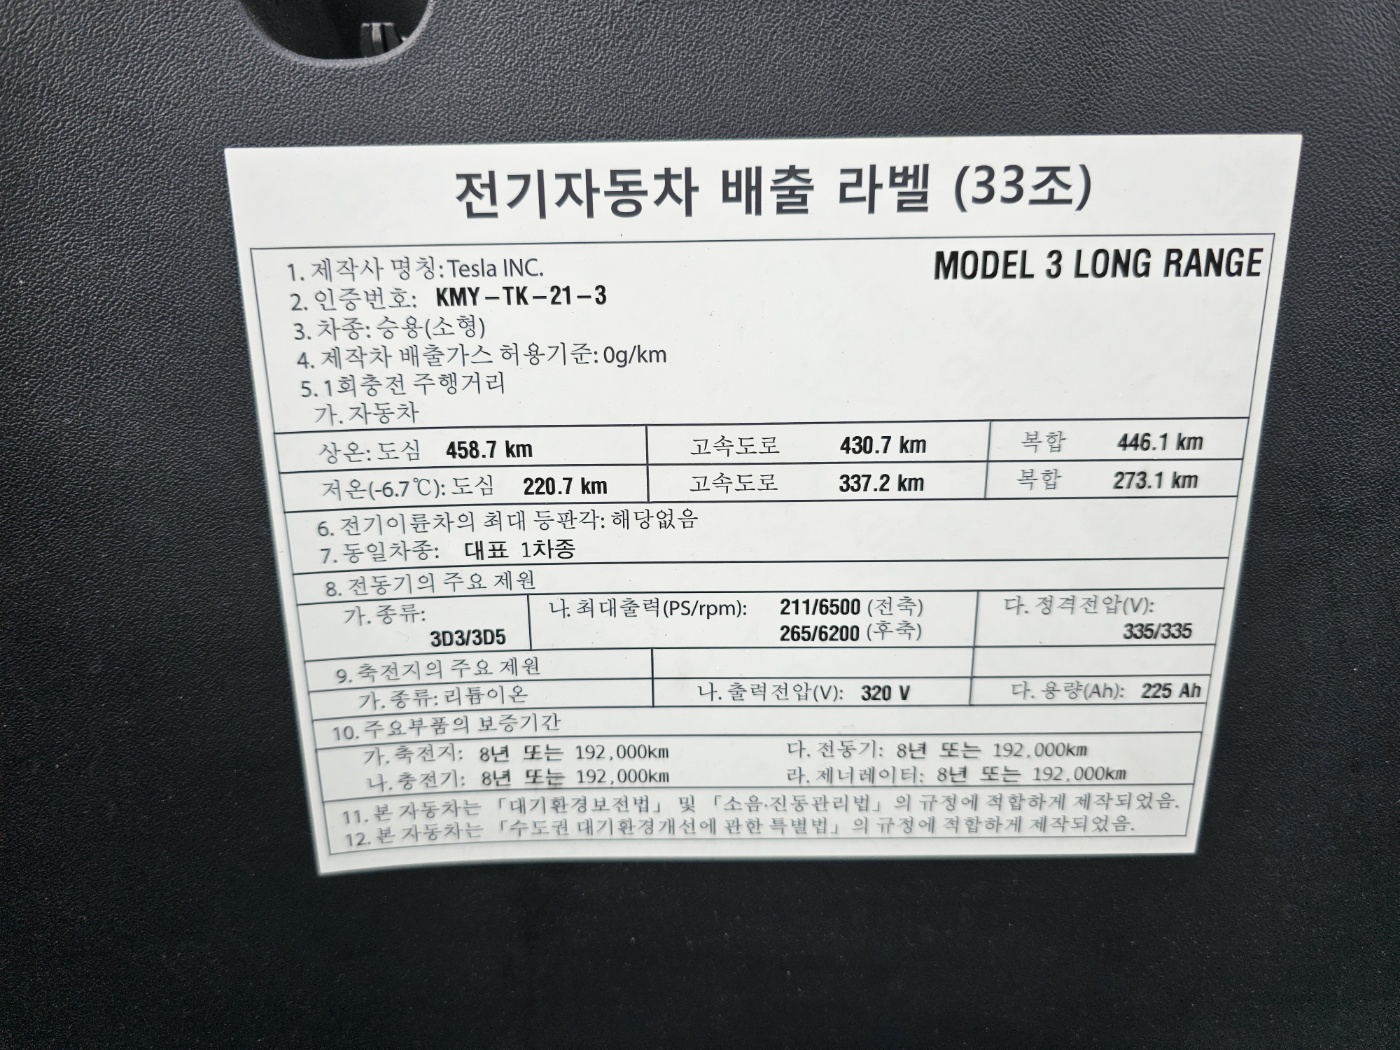 전기자동차 배출 라벨 (33조)
MODEL 3 LONG RANGE
1. 제작사 명칭: Tesla INC.
2. 인증번호: KMY-TK-21-3
3. 차종: 승용(소형)
4. 제작차 배출가스 허용기준: 0g/km
5. 1회충전 주행거리
가. 자동차
상온: 도심 458.7 km 고속도로 430.7 km 복합 446.1 km
저온(-6.7℃): 도심 220.7 km 고속도로 337.2 km 복합 273.1 km
6. 전기이륜차의 최대 등판각: 해당없음
7. 동일차종: 대표 1차종
8. 전동기의 주요 제원
가. 종류: 나. 최대출력(PS/rpm): 211/6500 (전축) 다. 정격전압(V):
3D3/3D5 265/6200 (후축) 335/335
9. 축전지의 주요 제원
가. 종류: 리튬이온 나. 출력전압(V): 320 V 다. 용량(Ah): 225 Ah
10. 주요부품의 보증기간
가. 축전지: 8년 또는 192,000km 다. 전동기: 8년 또는 192,000km
나. 충전기: 8년 또는 192,000km 라. 제너레이터: 8년 또는 192,000km
11. 본 자동차는 「대기환경보전법」 및 「소음·진동관리법」의 규정에 적합하게 제작되었음.
12. 본 자동차는 「수도권 대기환경개선에 관한 특별법」의 규정에 적합하게 제작되었음.